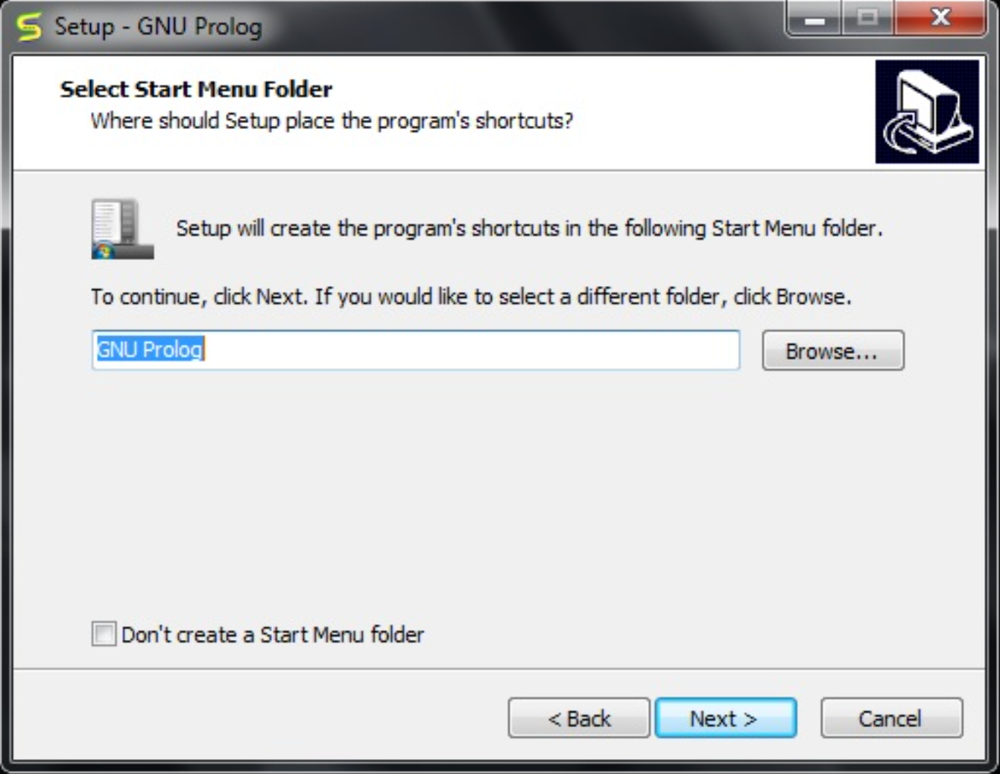 Setup - GNU Prolog
Select Start Menu Folder
Where should Setup place the program's shortcuts?
Setup will create the program's shortcuts in the following Start Menu folder.
To continue, click Next. If you would like to select a different folder, click Browse.
GNU Prolog
Browse...
Don't create a Start Menu folder
< Back
Next >
Cancel